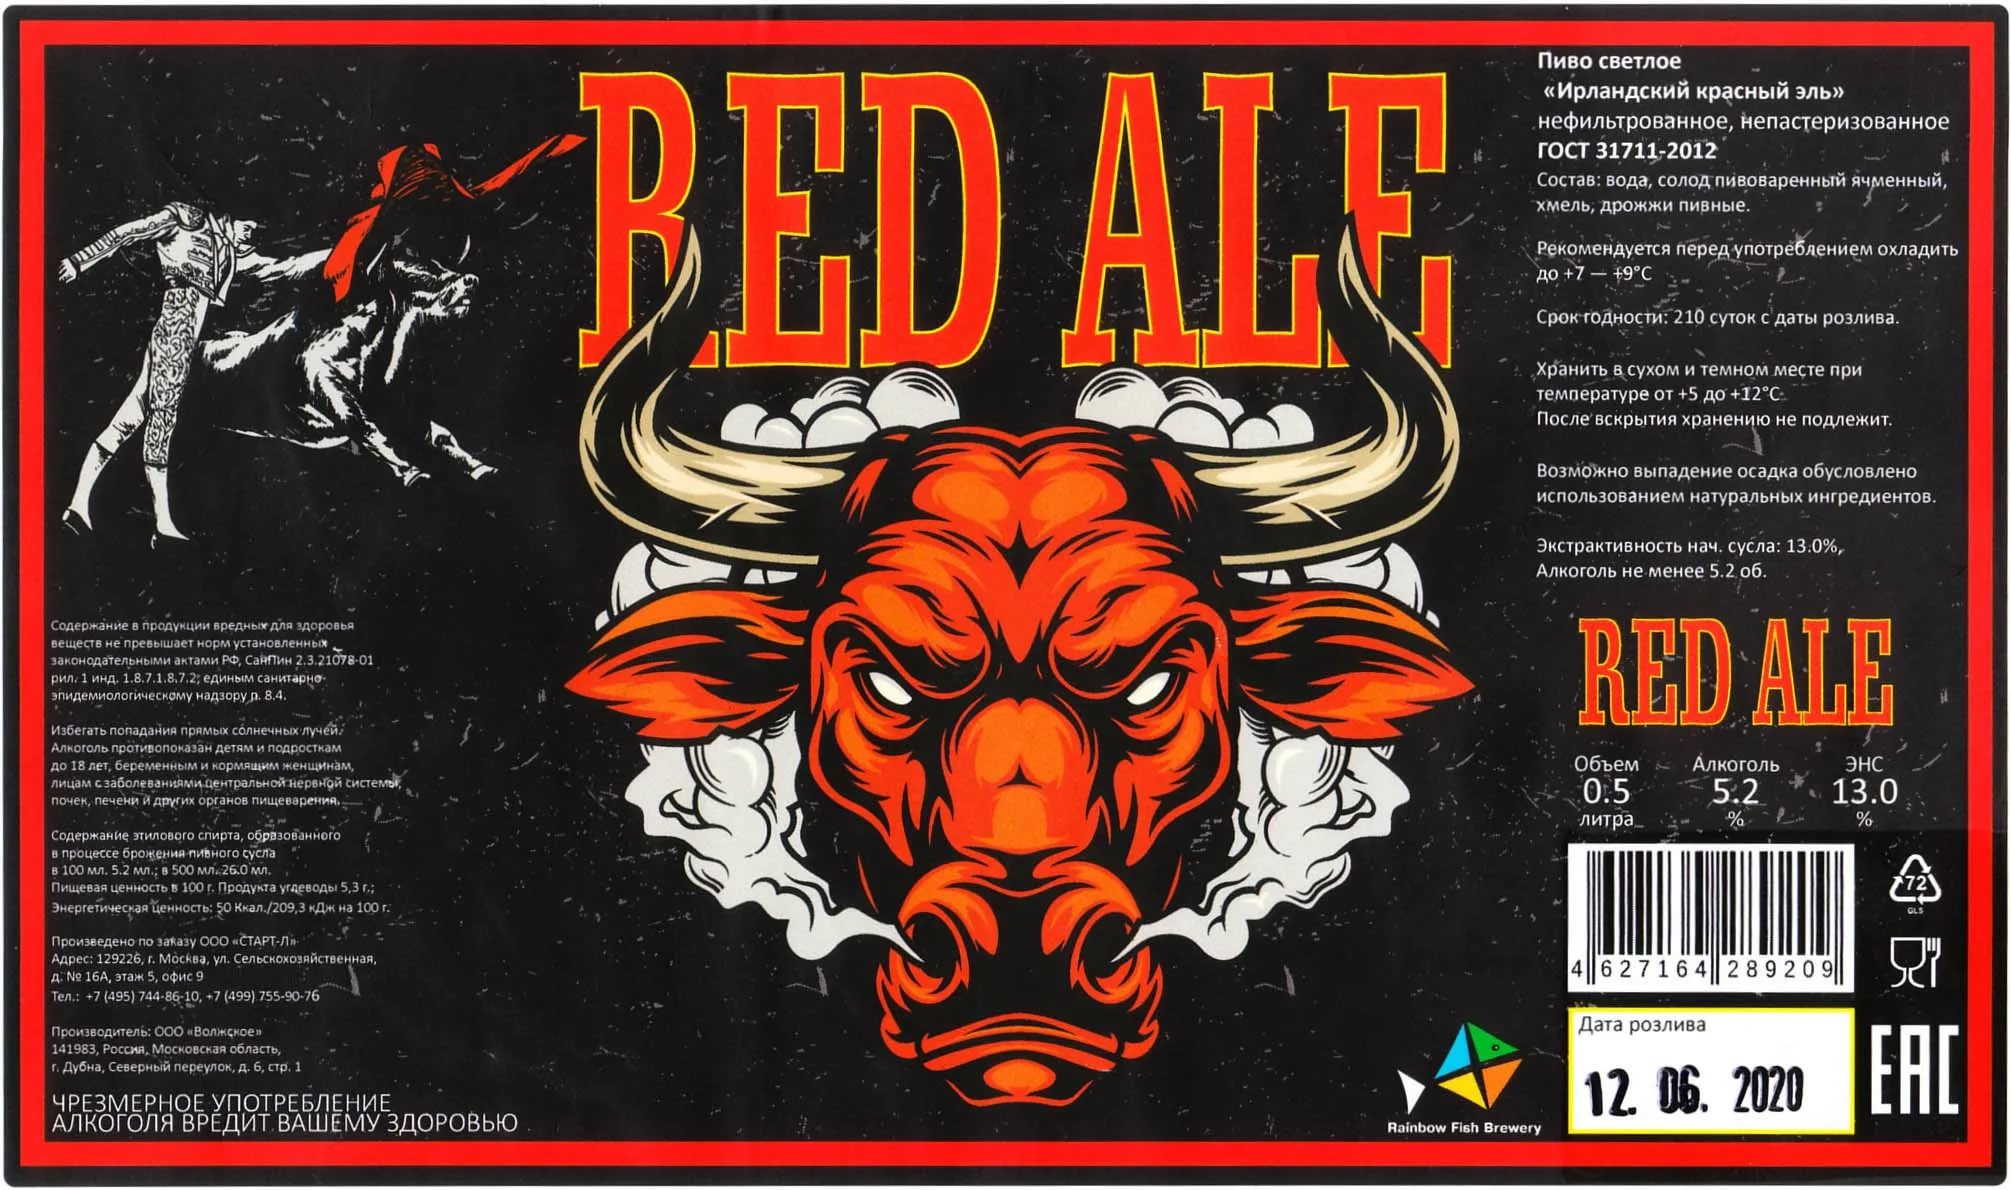 RED ALE
Пиво светлое
«Ирландский красный эль»
нефильтрованное, непастеризованное
ГОСТ 31711-2012
Состав: вода, солод пивоваренный ячменный,
хмель, дрожжи пивные.
Рекомендуется перед употреблением охладить
до +7 — +9°С
Срок годности: 210 суток с даты розлива.
Хранить в сухом и темном месте при
температуре от +5 до +12°С
После вскрытия хранению не подлежит.
Возможно выпадение осадка обусловлено
использованием натуральных ингредиентов.
Экстрактивность нач. сусла: 13.0%,
Алкоголь не менее 5.2 об.
RED ALE
Объем Алкоголь ЭНС
0.5 5.2 13.0
литра % %
4 627164 289209
72
GLS
Дата розлива
12. 06. 2020
EAC
Rainbow Fish Brewery
Содержание в продукции вредных для здоровья
веществ не превышает норм установленных
законодательными актами РФ, СанПин 2.3.21078-01
рил. 1 инд. 1.8.7.1.8.7.2; единым санитарно-
эпидемиологическому надзору п. 8.4.
Избегать попадания прямых солнечных лучей.
Алкоголь противопоказан детям и подросткам
до 18 лет, беременным и кормящим женщинам,
лицам с заболеваниями центральной нервной системы,
почек, печени и других органов пищеварения.
Содержание этилового спирта, образованного
в процессе брожения пивного сусла
в 100 мл. 5.2 мл.; в 500 мл. 26.0 мл.
Пищевая ценность в 100 г. Продукта углеводы 5,3 г.;
Энергетическая ценность: 50 Ккал./209,3 кДж на 100 г.
Произведено по заказу ООО «СТАРТ-Л»
Адрес: 129226, г. Москва, ул. Сельскохозяйственная,
д. № 16А, этаж 5, офис 9
Тел.: +7 (495) 744-86-10, +7 (499) 755-90-76
Производитель: ООО «Волжское»
141983, Россия, Московская область,
г. Дубна, Северный переулок, д. 6, стр. 1
ЧРЕЗМЕРНОЕ УПОТРЕБЛЕНИЕ
АЛКОГОЛЯ ВРЕДИТ ВАШЕМУ ЗДОРОВЬЮ